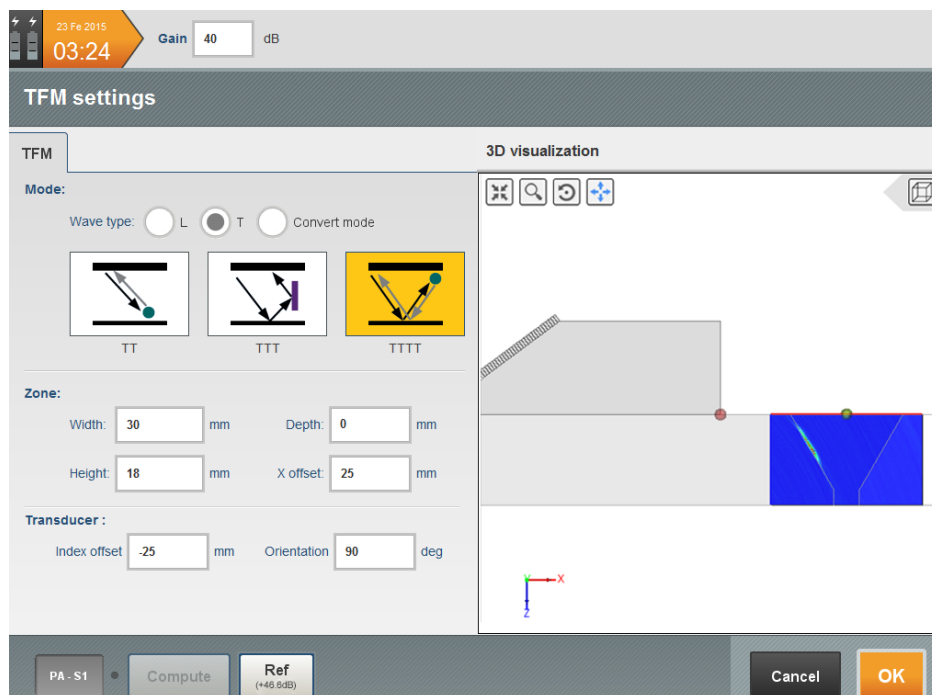 23 Fe 2015
03:24
Gain 40 dB
TFM settings
TFM
3D visualization
Mode:
Wave type: L T Convert mode
TT TTT TTTT
Zone:
Width: 30 mm Depth: 0 mm
Height: 18 mm X offset: 25 mm
Transducer :
Index offset -25 mm Orientation 90 deg
Y X
Z
PA - S1 Compute Ref Cancel OK
(+46.6dB)